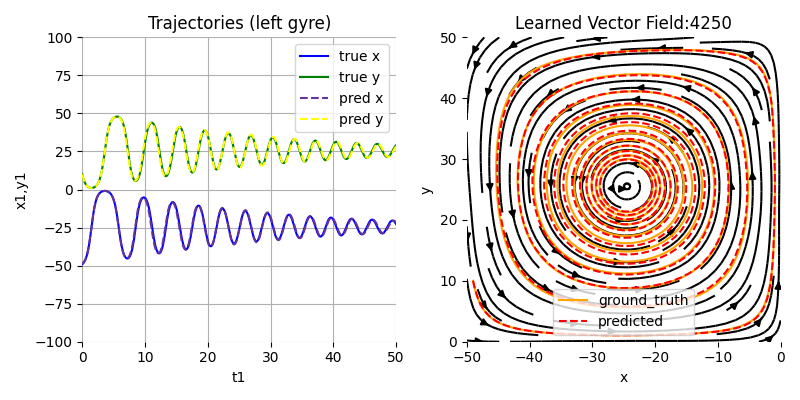 Trajectories (left gyre)
100
75
50
25
0
−25
−50
−75
−100
x1,y1
0 10 20 30 40 50
t1
true x
true y
pred x
pred y
Learned Vector Field:4250
50
40
30
20
10
0
y
−50 −40 −30 −20 −10 0
x
ground_truth
predicted